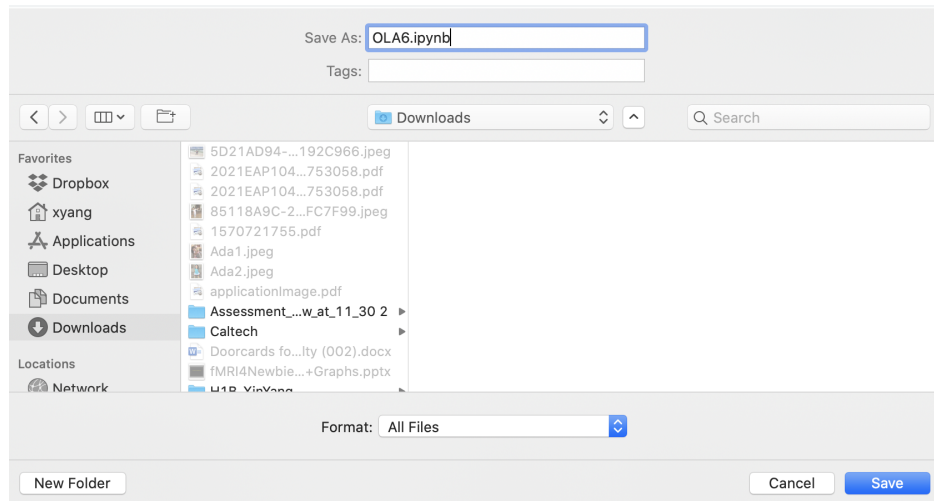 Save As: OLA6.ipynb
Tags:
Downloads
Search
Favorites
Dropbox
xyang
Applications
Desktop
Documents
Downloads
Locations
Network
5D21AD94-...192C966.jpeg
2021EAP104...753058.pdf
2021EAP104...753058.pdf
85118A9C-2...FC7F99.jpeg
1570721755.pdf
Ada1.jpeg
Ada2.jpeg
applicationImage.pdf
Assessment_...w_at_11_30 2
Caltech
Doorcards fo...lty (002).docx
fMRI4Newbie...+Graphs.pptx
H1B_XinYang
Format: All Files
New Folder
Cancel
Save